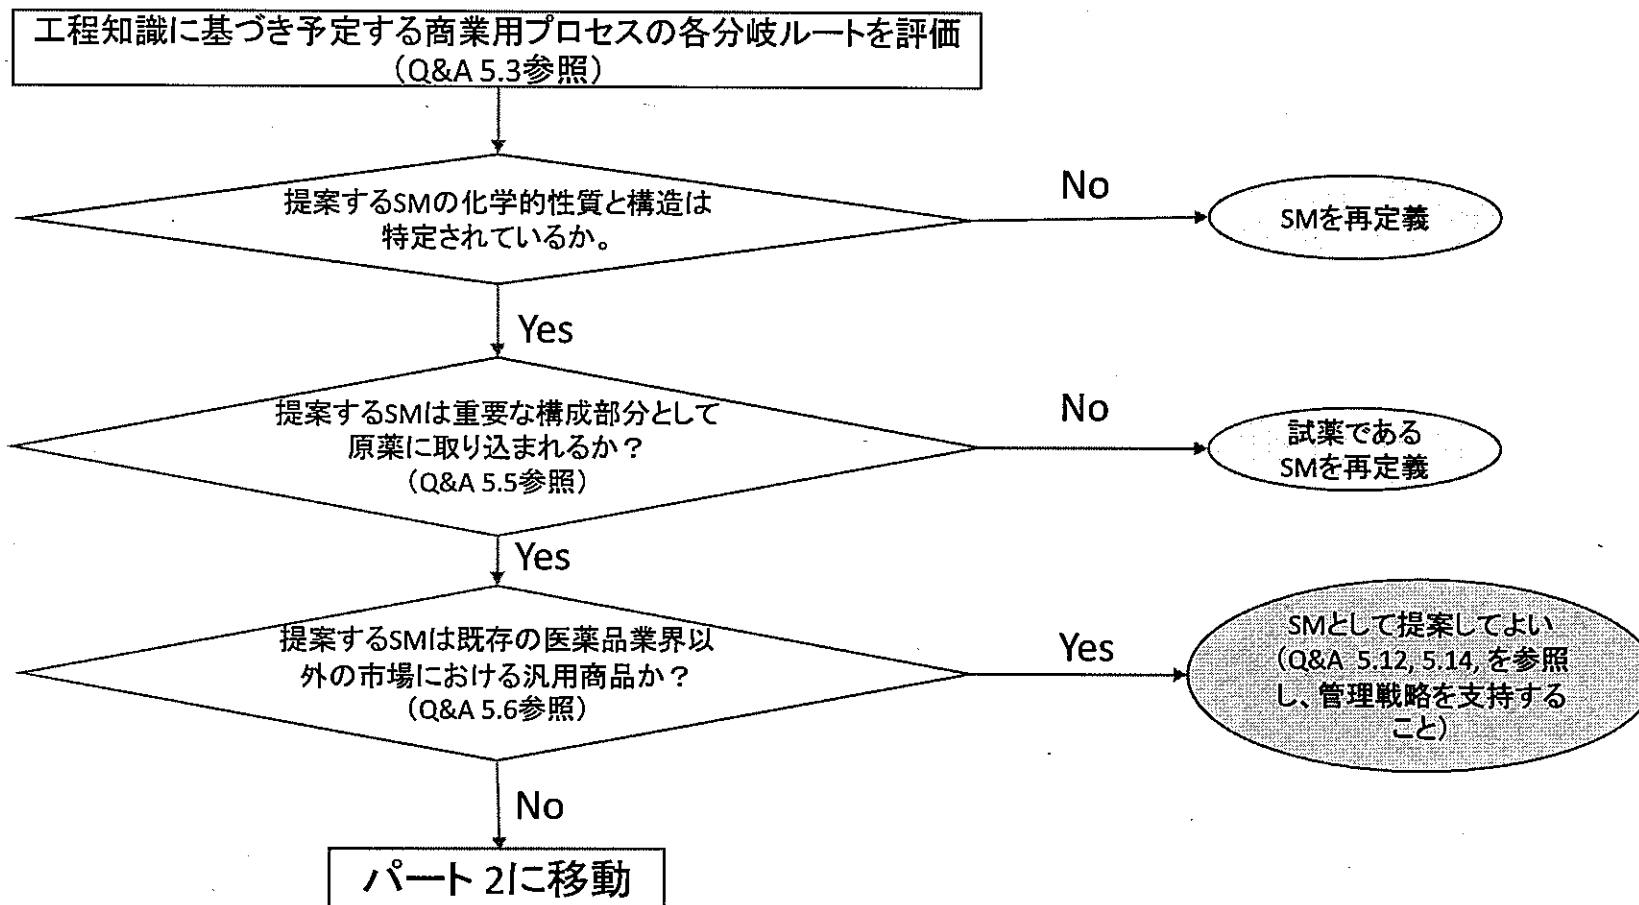 工程知識に基づき予定する商業用プロセスの各分岐ルートを評価
（Q&A 5.3参照）
提案するSMの化学的性質と構造は
特定されているか。
No
SMを再定義
Yes
提案するSMは重要な構成部分として
原薬に取り込まれるか？
（Q&A 5.5参照）
No
試薬である
SMを再定義
Yes
提案するSMは既存の医薬品業界以
外の市場における汎用商品か？
（Q&A 5.6参照）
Yes
SMとして提案してよい
（Q&A 5.12, 5.14, を参照
し、管理戦略を支持する
こと）
No
パート 2に移動